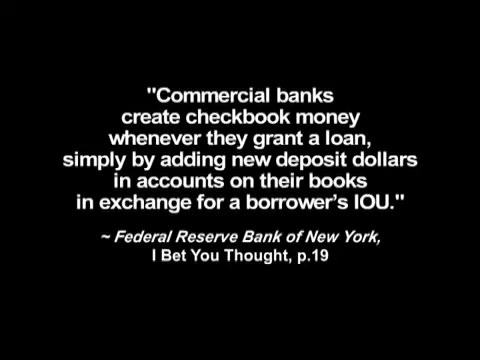 "Commercial banks
create checkbook money
whenever they grant a loan,
simply by adding new deposit dollars
in accounts on their books
in exchange for a borrower's IOU."
~ Federal Reserve Bank of New York,
I Bet You Thought, p.19